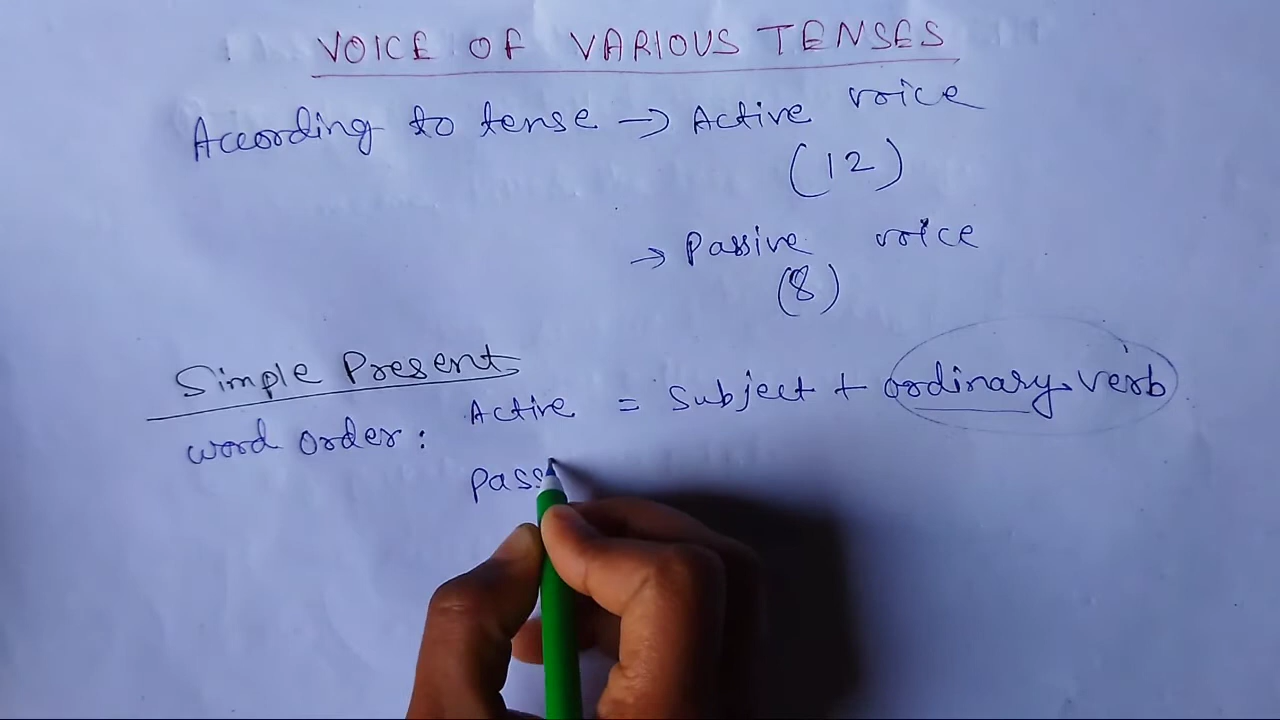 VOICE OF VARIOUS TENSES
According to tense → Active voice
(12)
→ Passive voice
(8)
Simple Present
word order: Active = Subject + ordinary verb
Pass